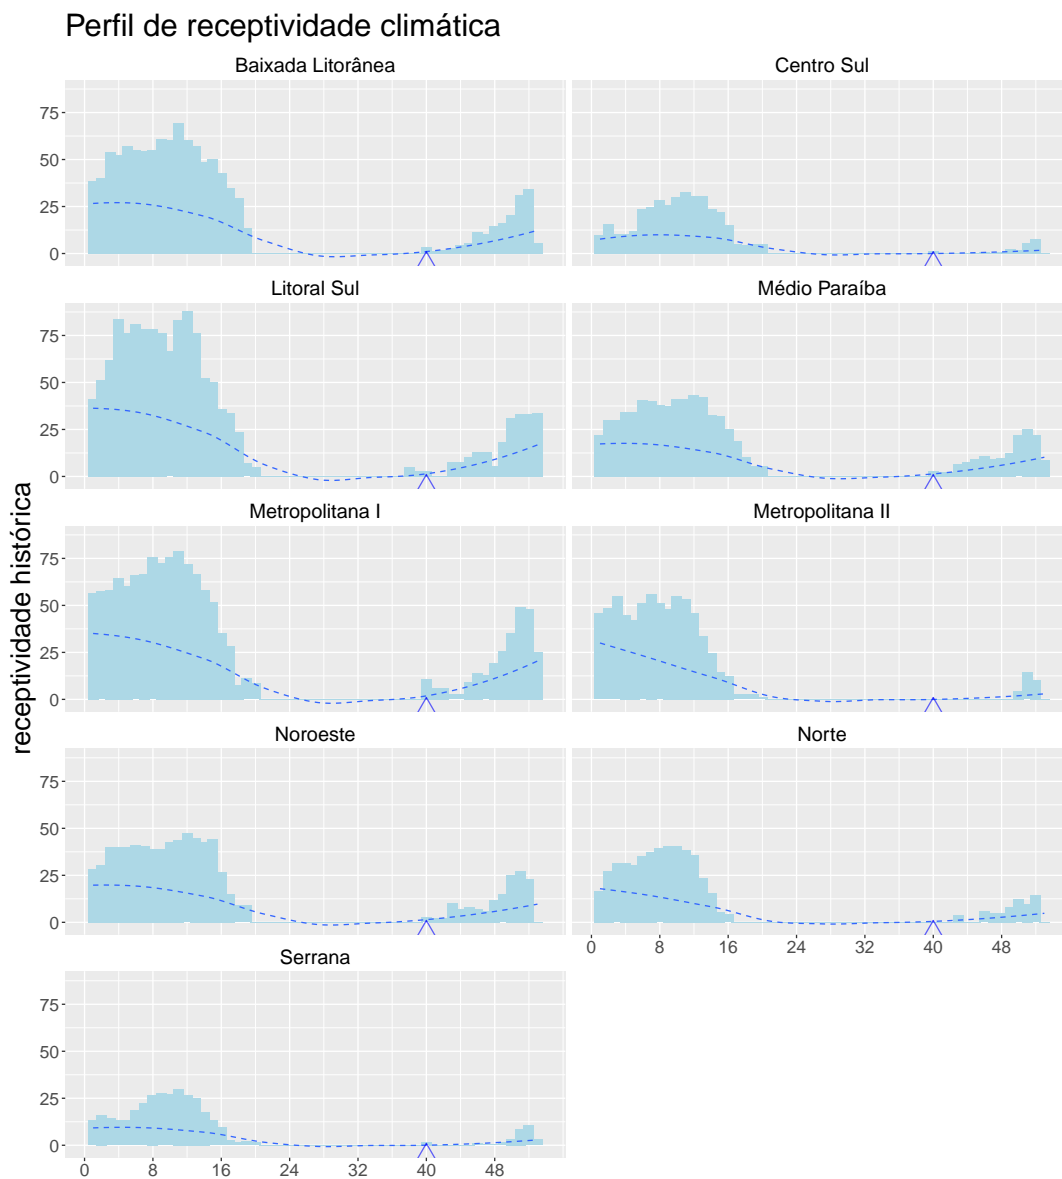 Perfil de receptividade climática
Baixada Litorânea
Centro Sul
75
50
25
0
Litoral Sul
Médio Paraíba
75
50
25
0
receptividade histórica
Metropolitana I
Metropolitana II
75
50
25
0
Noroeste
Norte
75
50
25
0
0 8 16 24 32 40 48
Serrana
75
50
25
0
0 8 16 24 32 40 48